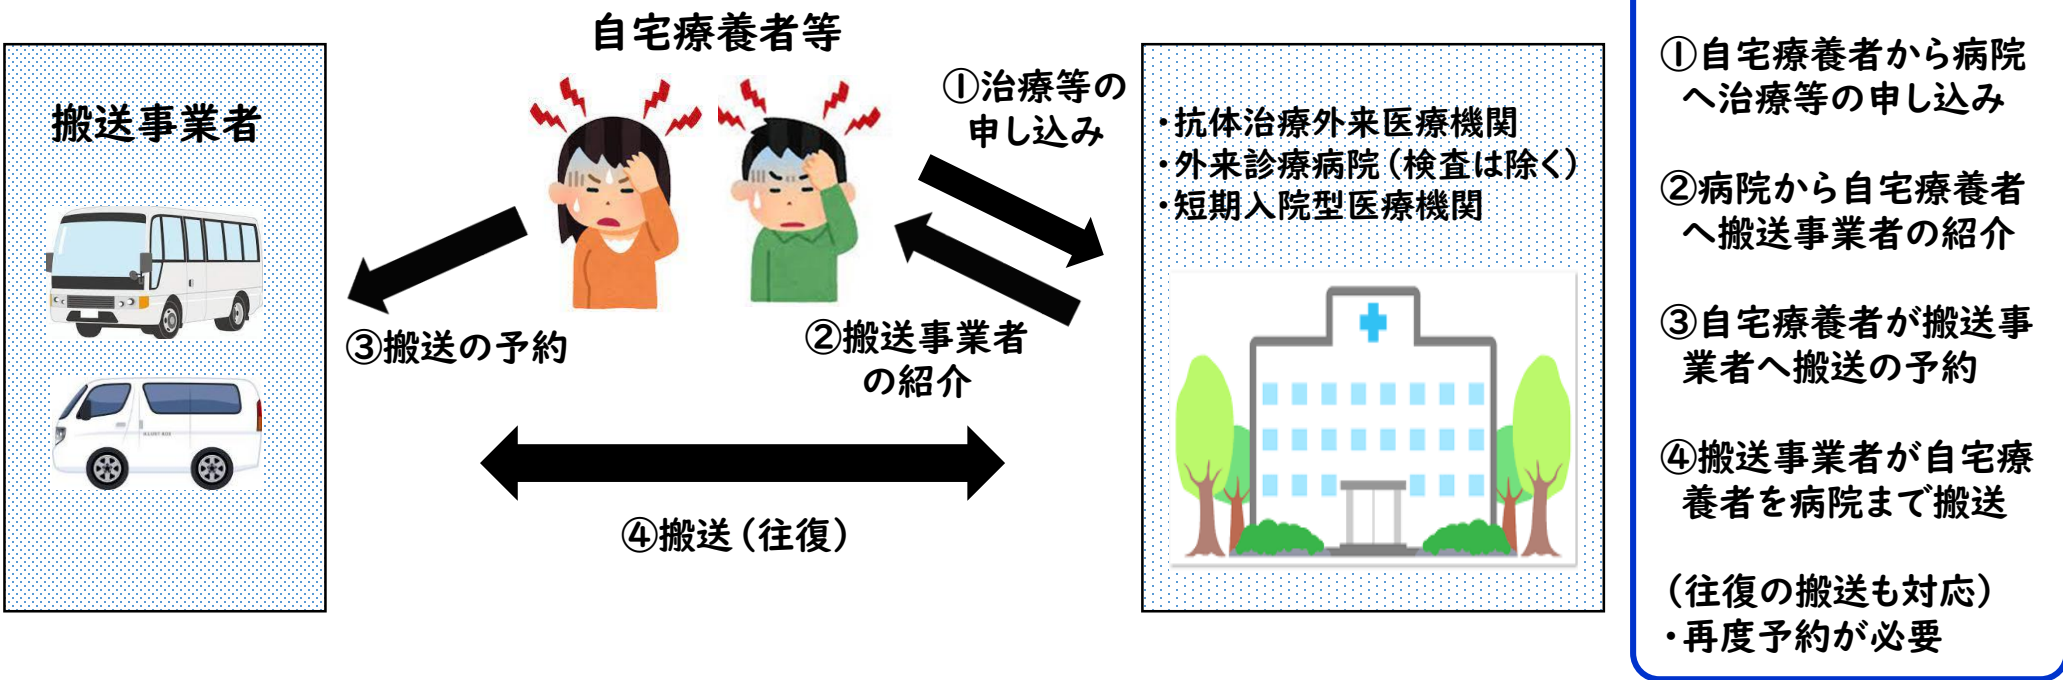 自宅療養者等
搬送事業者
①治療等の
申し込み
・抗体治療外来医療機関
・外来診療病院(検査は除く)
・短期入院型医療機関
③搬送の予約
②搬送事業者
の紹介
④搬送(往復)
①自宅療養者から病院
へ治療等の申し込み
②病院から自宅療養者
へ搬送事業者の紹介
③自宅療養者が搬送事
業者へ搬送の予約
④搬送事業者が自宅療
養者を病院まで搬送
(往復の搬送も対応)
・再度予約が必要